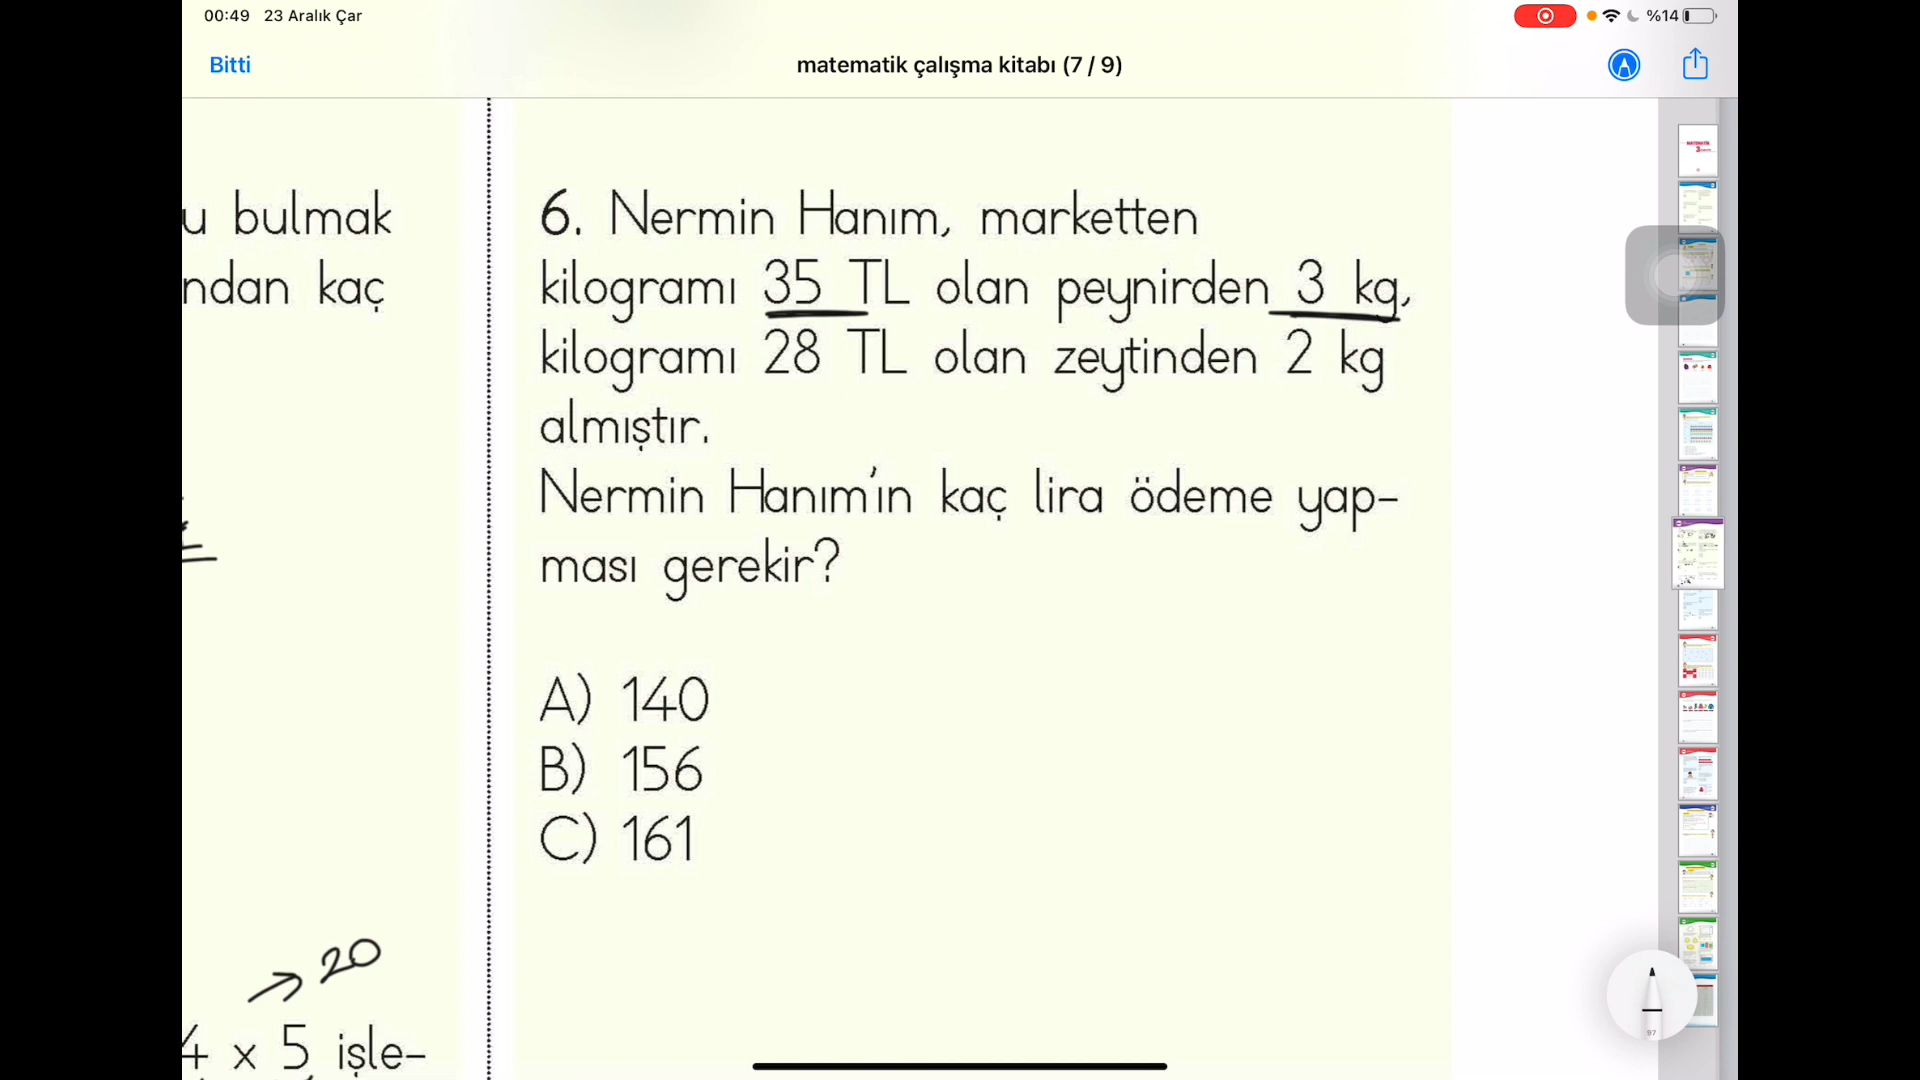 00:49 23 Aralık Çar
%14
Bitti
matematik çalışma kitabı (7 / 9)
u bulmak
ndan kaç
20
4 x 5 işle-
6. Nermin Hanım, marketten
kilogramı 35 TL olan peynirden 3 kg,
kilogramı 28 TL olan zeytinden 2 kg
almıştır.
Nermin Hanım'ın kaç lira ödeme yap-
ması gerekir?
A) 140
B) 156
C) 161
97